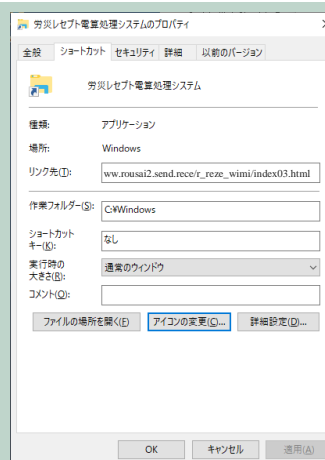 労災レセプト電算処理システムのプロパティ
全般 ショートカット セキュリティ 詳細 以前のバージョン
労災レセプト電算処理システム
種類: アプリケーション
場所: Windows
リンク先(T): ww.rousai2.send.rece/r_reze_wimi/index03.html
作業フォルダー(S): C:¥Windows
ショートカット
キー(K): なし
実行時の
大きさ(R): 通常のウィンドウ
コメント(O):
ファイルの場所を開く(F) アイコンの変更(C)... 詳細設定(D)...
OK キャンセル 適用(A)